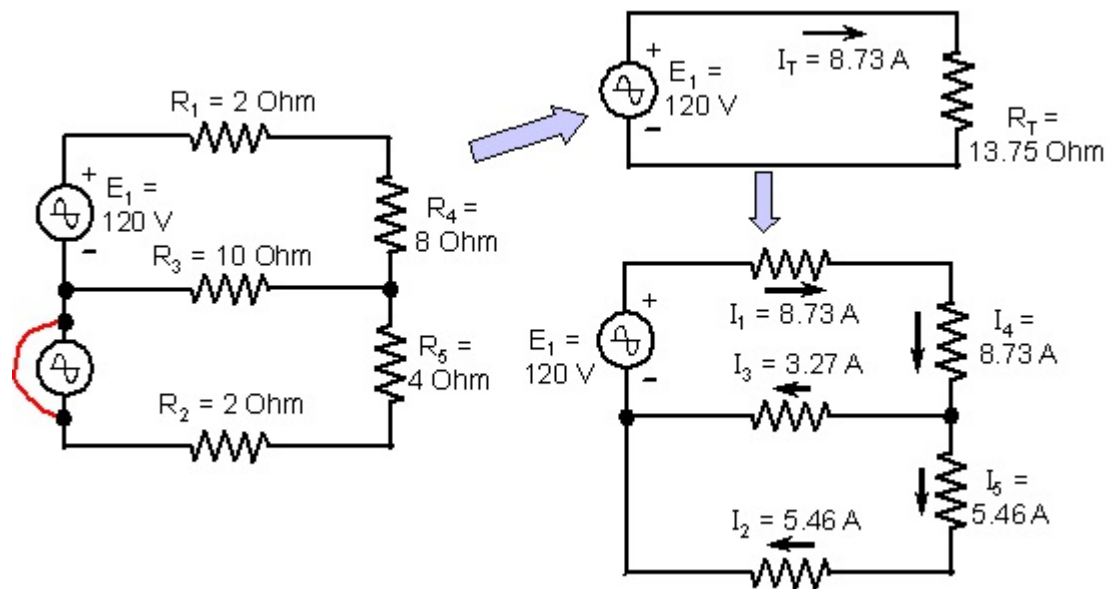 R1 = 2 Ohm
+
E1 =
120 V
-
R4 =
8 Ohm
R3 = 10 Ohm
R5 =
4 Ohm
R2 = 2 Ohm
+
E1 =
120 V
-
IT = 8.73 A
RT =
13.75 Ohm
+
E1 =
120 V
-
I1 = 8.73 A
I4 =
8.73 A
I3 = 3.27 A
I5 =
5.46 A
I2 = 5.46 A